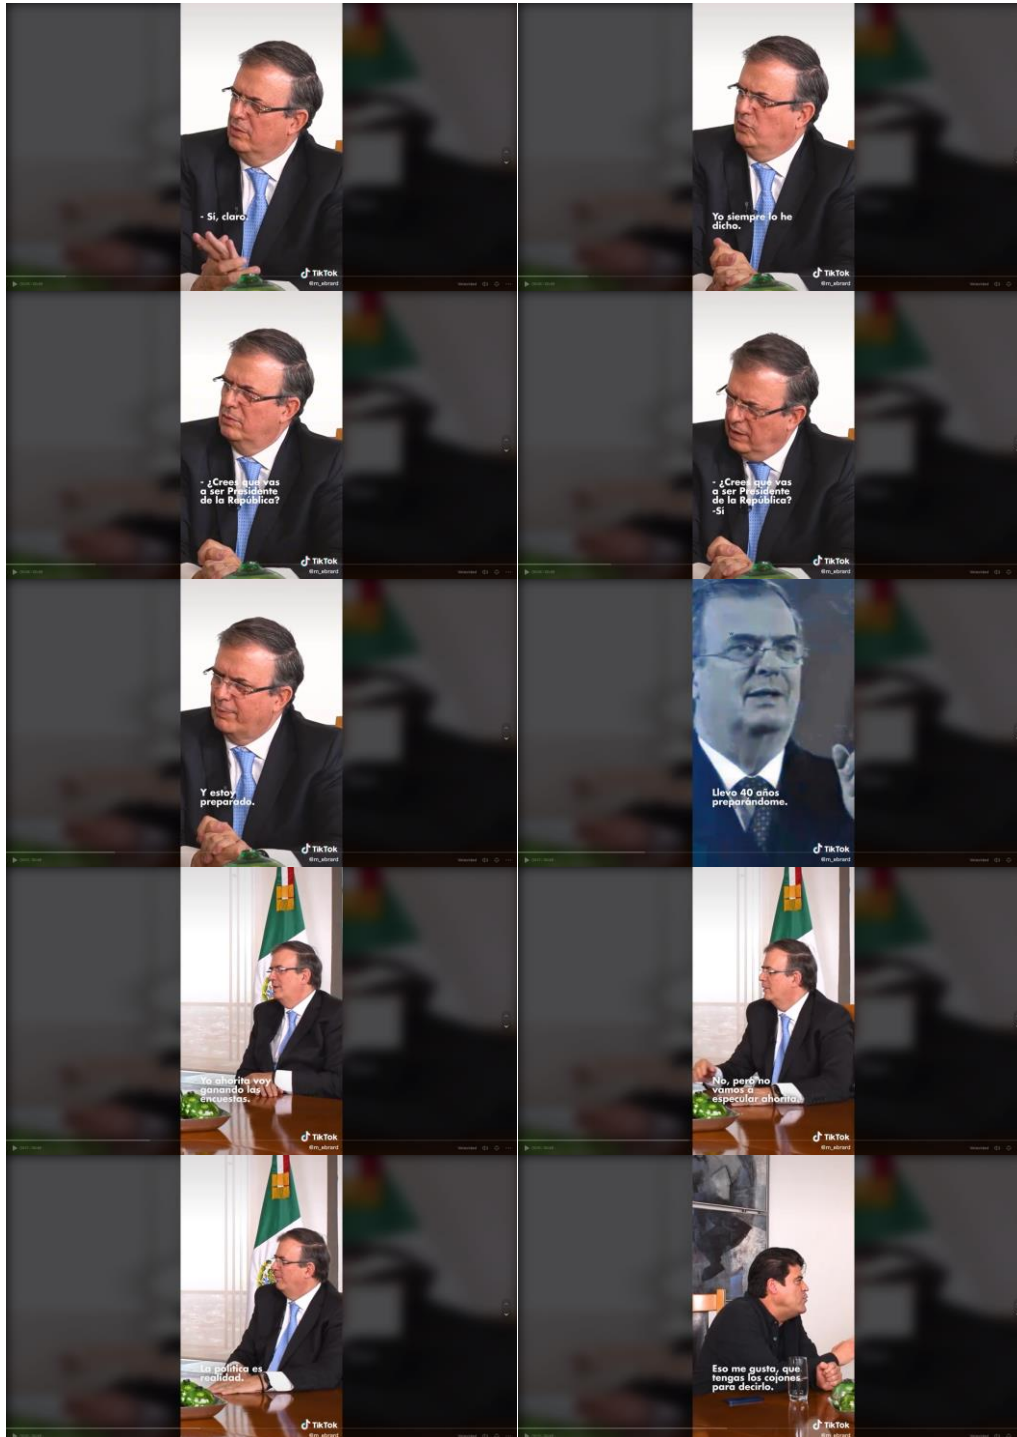 - Si, claro.
TikTok
@m_ebrard
Yo siempre lo he
dicho.
TikTok
@m_ebrard
- ¿Crees que vas
a ser Presidente
de la República?
TikTok
@m_ebrard
- ¿Crees que vas
a ser Presidente
de la República?
-Sí
TikTok
@m_ebrard
Y estoy
preparado.
TikTok
@m_ebrard
Llevo 40 años
preparándome.
TikTok
@m_ebrard
Yo ahorita voy
ganando las
encuestas.
TikTok
@m_ebrard
No, pero no
vamos a
especular ahorita.
TikTok
@m_ebrard
La política es
realidad.
TikTok
@m_ebrard
Eso me gusta, que
tengas los cojones
para decirlo.
TikTok
@m_ebrard